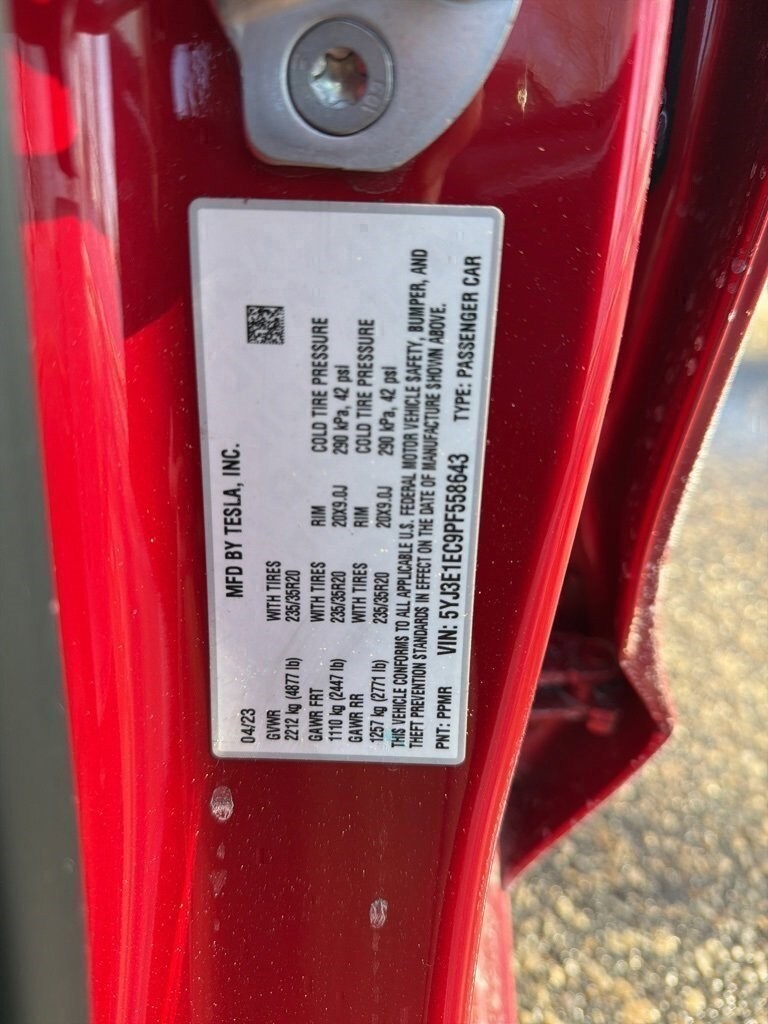 MFD BY TESLA, INC.
04/23
GVWR WITH TIRES
2212 kg (4877 lb) 235/35R20
GAWR FRT WITH TIRES RIM COLD TIRE PRESSURE
1110 kg (2447 lb) 235/35R20 20X9.0J 290 kPa, 42 psi
GAWR RR WITH TIRES RIM COLD TIRE PRESSURE
1257 kg (2771 lb) 235/35R20 20X9.0J 290 kPa, 42 psi
THIS VEHICLE CONFORMS TO ALL APPLICABLE U.S. FEDERAL MOTOR VEHICLE SAFETY, BUMPER, AND
THEFT PREVENTION STANDARDS IN EFFECT ON THE DATE OF MANUFACTURE SHOWN ABOVE.
PNT: PPMR VIN: 5YJ3E1EC9PF558643 TYPE: PASSENGER CAR